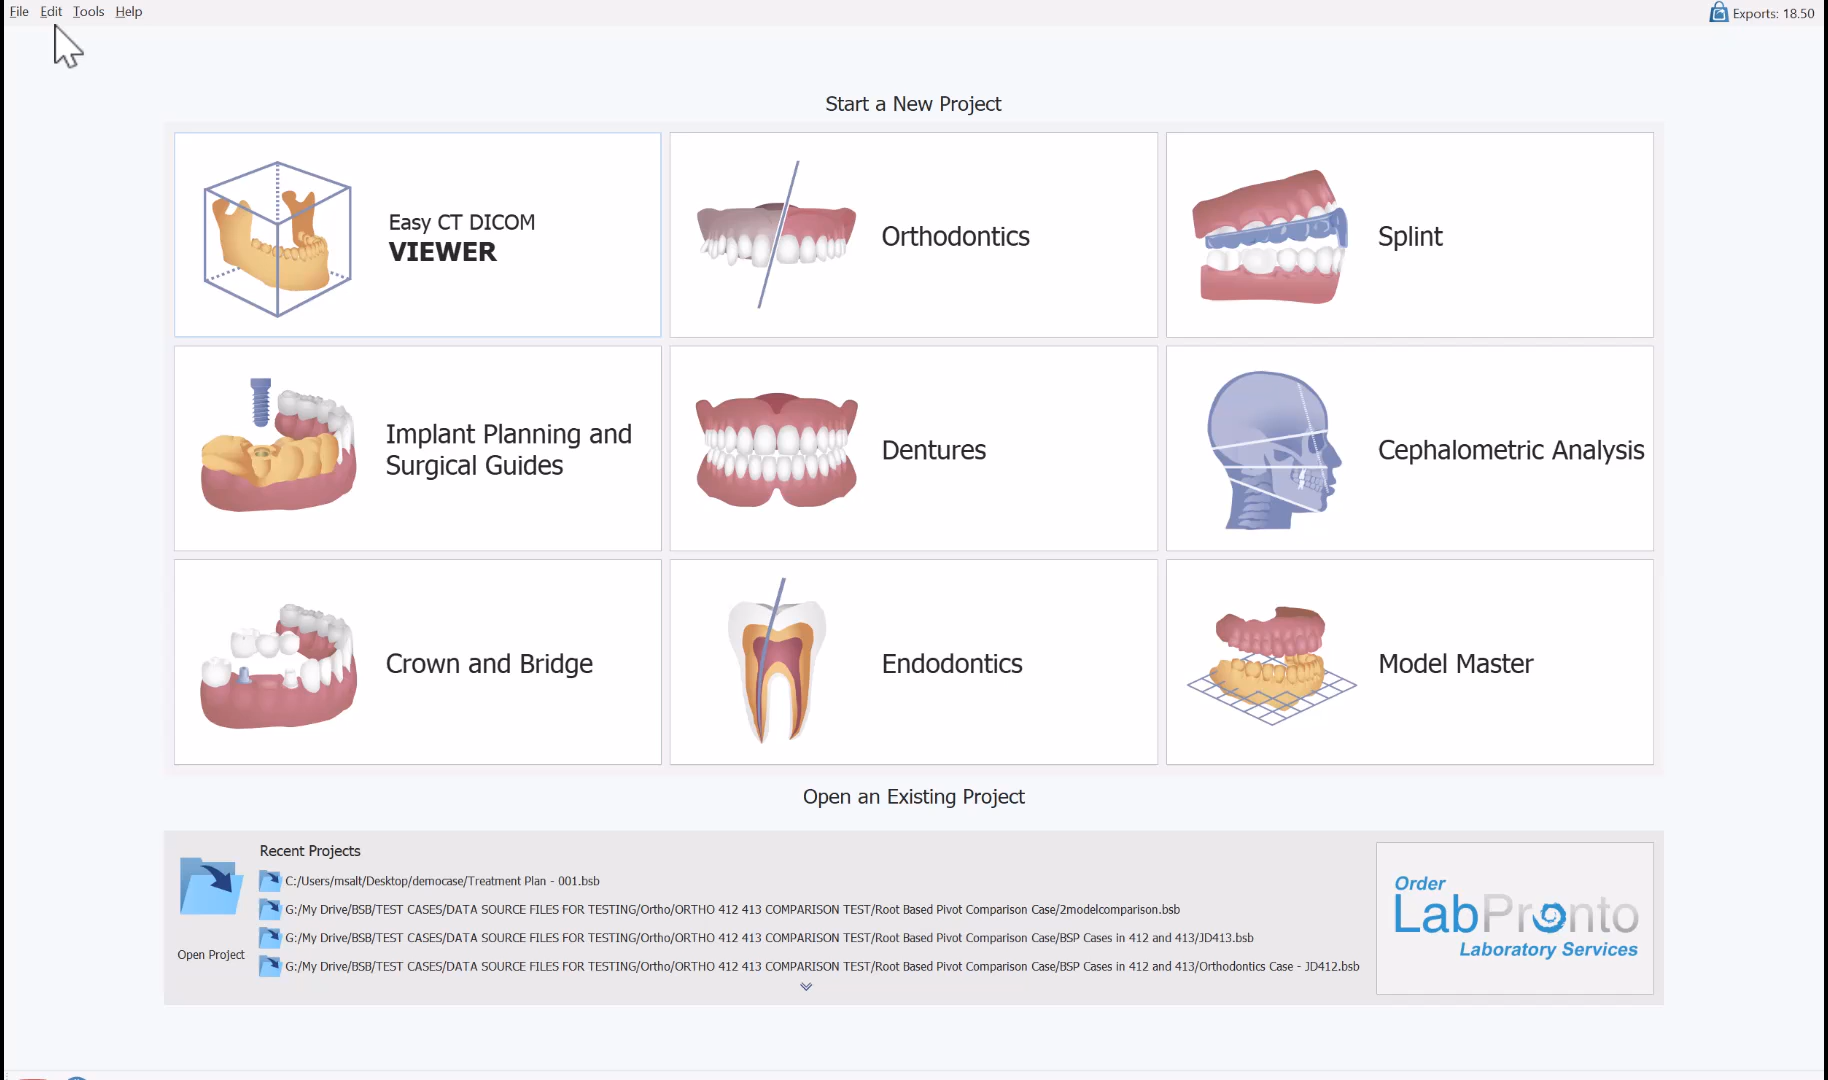 File Edit Tools Help
Exports: 18.50
Start a New Project
Easy CT DICOM
VIEWER
Orthodontics
Splint
Implant Planning and
Surgical Guides
Dentures
Cephalometric Analysis
Crown and Bridge
Endodontics
Model Master
Open an Existing Project
Open Project
Recent Projects
C:/Users/msalt/Desktop/democase/Treatment Plan - 001.bsb
G:/My Drive/BSB/TEST CASES/DATA SOURCE FILES FOR TESTING/Ortho/ORTHO 412 413 COMPARISON TEST/Root Based Pivot Comparison Case/2modelcomparison.bsb
G:/My Drive/BSB/TEST CASES/DATA SOURCE FILES FOR TESTING/Ortho/ORTHO 412 413 COMPARISON TEST/Root Based Pivot Comparison Case/BSP Cases in 412 and 413/JD413.bsb
G:/My Drive/BSB/TEST CASES/DATA SOURCE FILES FOR TESTING/Ortho/ORTHO 412 413 COMPARISON TEST/Root Based Pivot Comparison Case/BSP Cases in 412 and 413/Orthodontics Case - JD412.bsb
Order
LabPronto
Laboratory Services